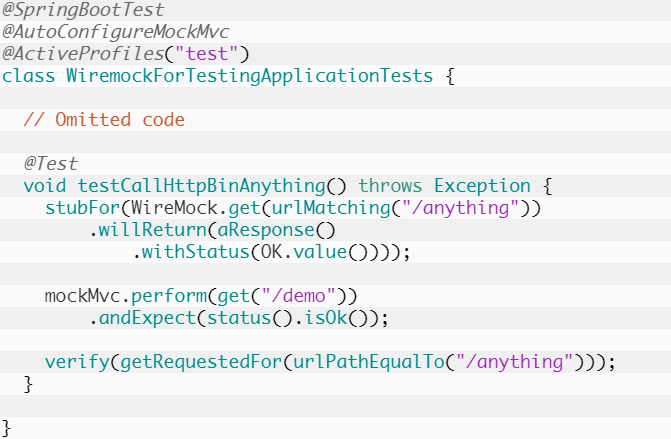 @SpringBootTest
@AutoConfigureMockMvc
@ActiveProfiles("test")
class WiremockForTestingApplicationTests {

  // Omitted code

  @Test
  void testCallHttpBinAnything() throws Exception {
    stubFor(WireMock.get(urlMatching("/anything"))
        .willReturn(aResponse()
            .withStatus(OK.value())));

    mockMvc.perform(get("/demo"))
        .andExpect(status().isOk());

    verify(getRequestedFor(urlPathEqualTo("/anything")));
  }

}